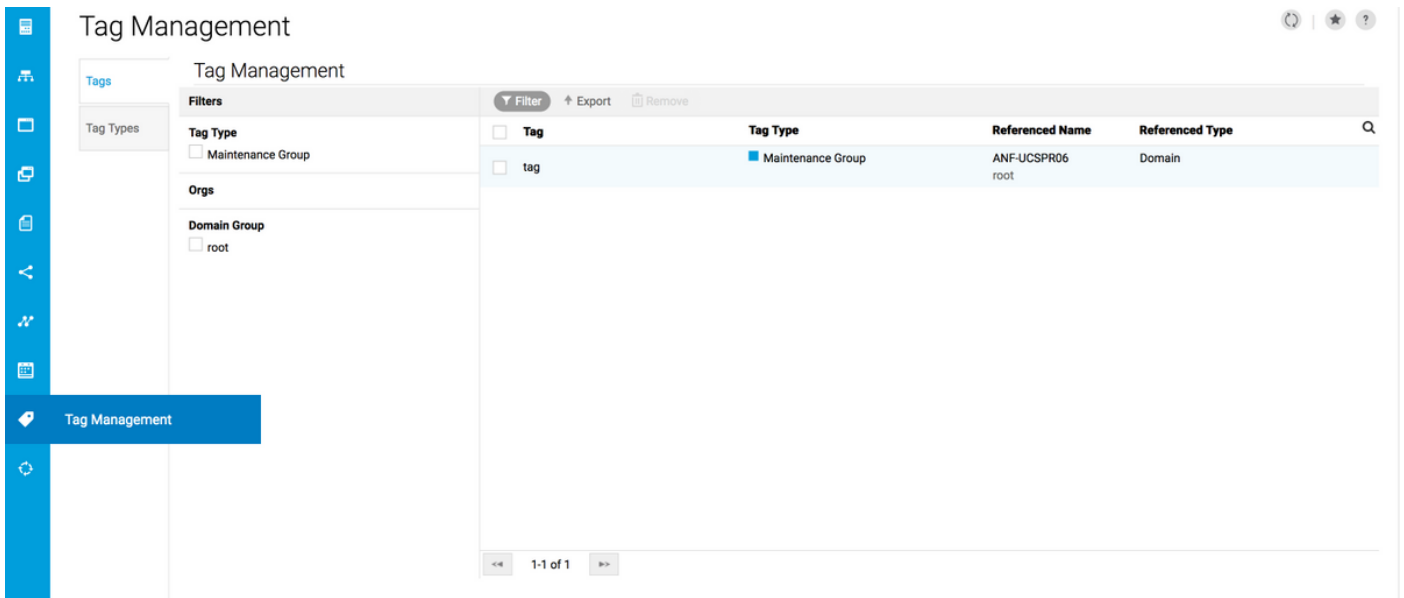 Tag Management
?
Tags
Tag Types
Tag Management
Filters
Tag Type
Maintenance Group
Orgs
Domain Group
root
Filter Export Remove
Tag Tag Type Referenced Name Referenced Type
tag Maintenance Group ANF-UCSPR06 Domain
root
Tag Management
1-1 of 1